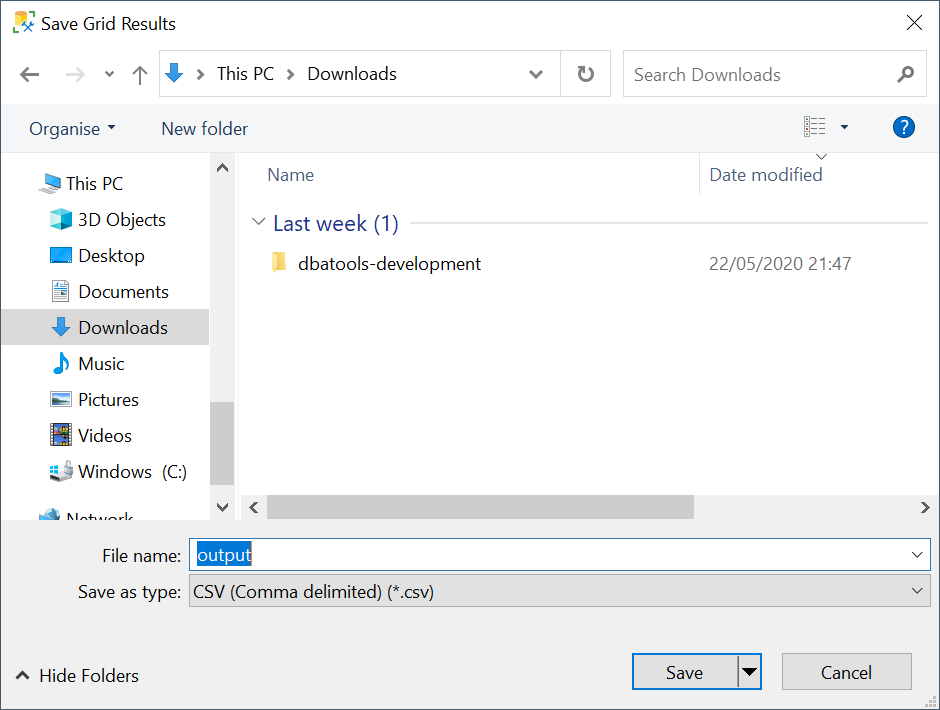 Save Grid Results
This PC Downloads
Search Downloads
Organise New folder
?
Name Date modified
This PC
3D Objects
Desktop
Documents
Downloads
Music
Pictures
Videos
Windows (C:)
Network
Last week (1)
dbatools-development 22/05/2020 21:47
File name: output
Save as type: CSV (Comma delimited) (*.csv)
Hide Folders
Save Cancel